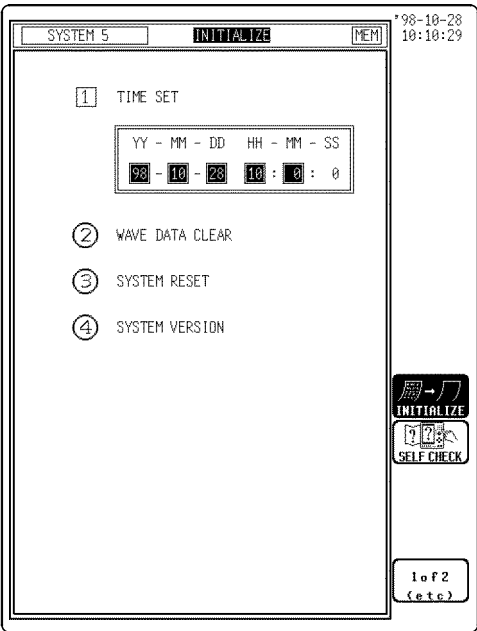 SYSTEM 5 INITIALIZE MEM '98-10-28
10:10:29
1 TIME SET
YY - MM - DD HH - MM - SS
98 - 10 - 28 10 : 0 : 0
2 WAVE DATA CLEAR
3 SYSTEM RESET
4 SYSTEM VERSION
INITIALIZE
? ?
SELF CHECK
1of2
(etc)